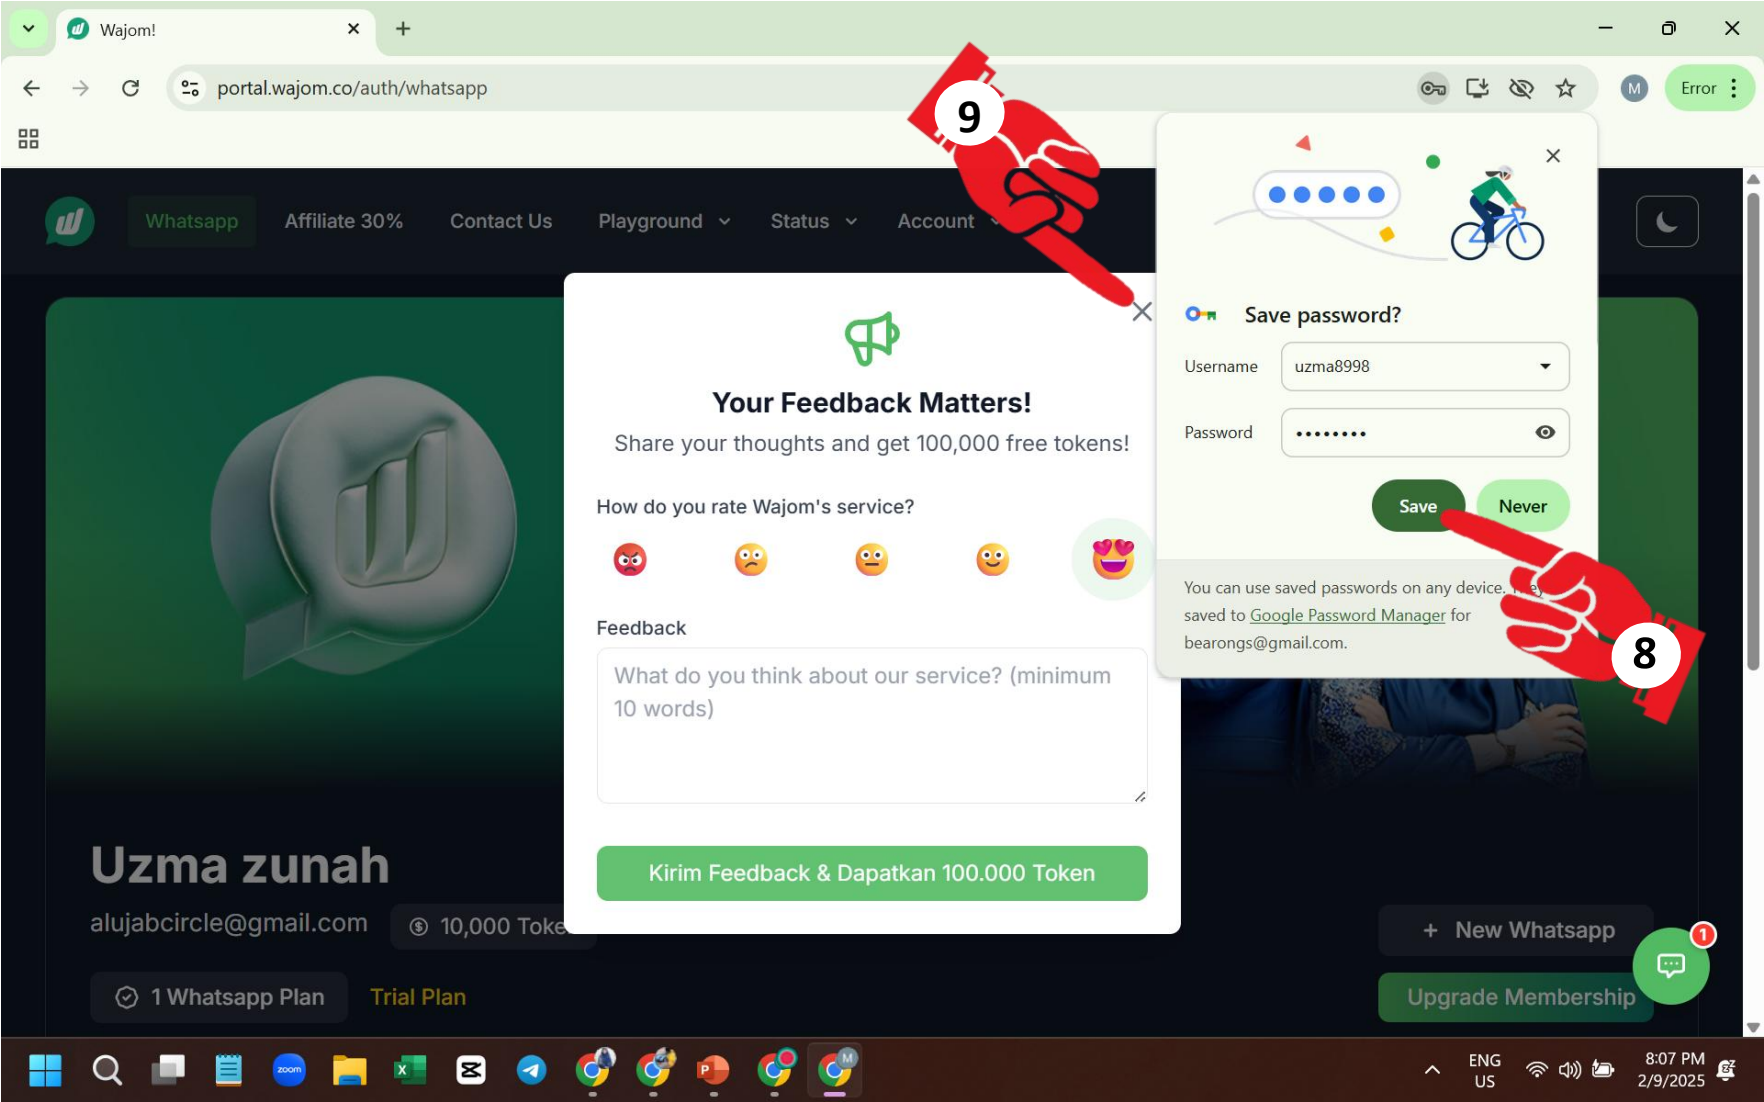 Wajom!
portal.wajom.co/auth/whatsapp
M
Error
9
Whatsapp
Affiliate 30%
Contact Us
Playground
Status
Account
Save password?
Username
uzma8998
Password
Save
Never
You can use saved passwords on any device.
saved to Google Password Manager for
bearongs@gmail.com.
8
Your Feedback Matters!
Share your thoughts and get 100,000 free tokens!
How do you rate Wajom's service?
Feedback
What do you think about our service? (minimum
10 words)
Kirim Feedback & Dapatkan 100.000 Token
Uzma zunah
alujabcircle@gmail.com
10,000 Toke
1 Whatsapp Plan
Trial Plan
+ New Whatsapp
1
Upgrade Membership
zoom
X
P
M
ENG
US
8:07 PM
2/9/2025